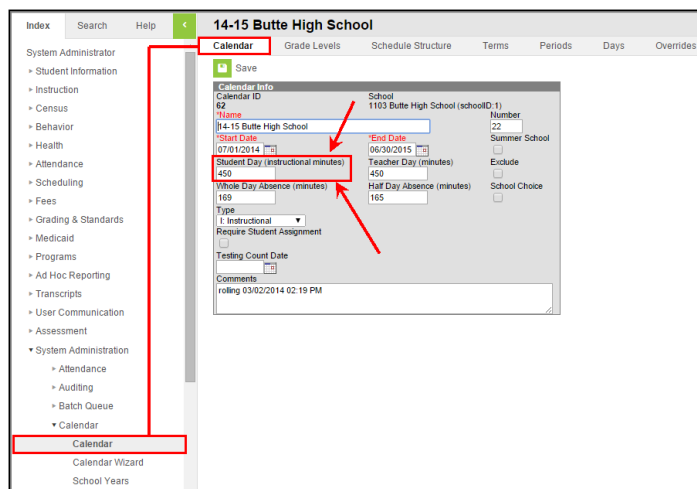 Index Search Help <
System Administrator
Student Information
Instruction
Census
Behavior
Health
Attendance
Scheduling
Fees
Grading & Standards
Medicaid
Programs
Ad Hoc Reporting
Transcripts
User Communication
Assessment
System Administration
Attendance
Auditing
Batch Queue
Calendar
Calendar
Calendar Wizard
School Years
14-15 Butte High School
Calendar Grade Levels Schedule Structure Terms Periods Days Overrides
Save
Calendar Info
Calendar ID School
62 1103 Butte High School (schoolID:1)
*Name Number
14-15 Butte High School 22
*Start Date *End Date Summer School
07/01/2014 06/30/2015
Student Day (instructional minutes) Teacher Day (minutes) Exclude
450 450
Whole Day Absence (minutes) Half Day Absence (minutes) School Choice
169 165
Type
I: Instructional
Require Student Assignment
Testing Count Date
Comments
rolling 03/02/2014 02:19 PM